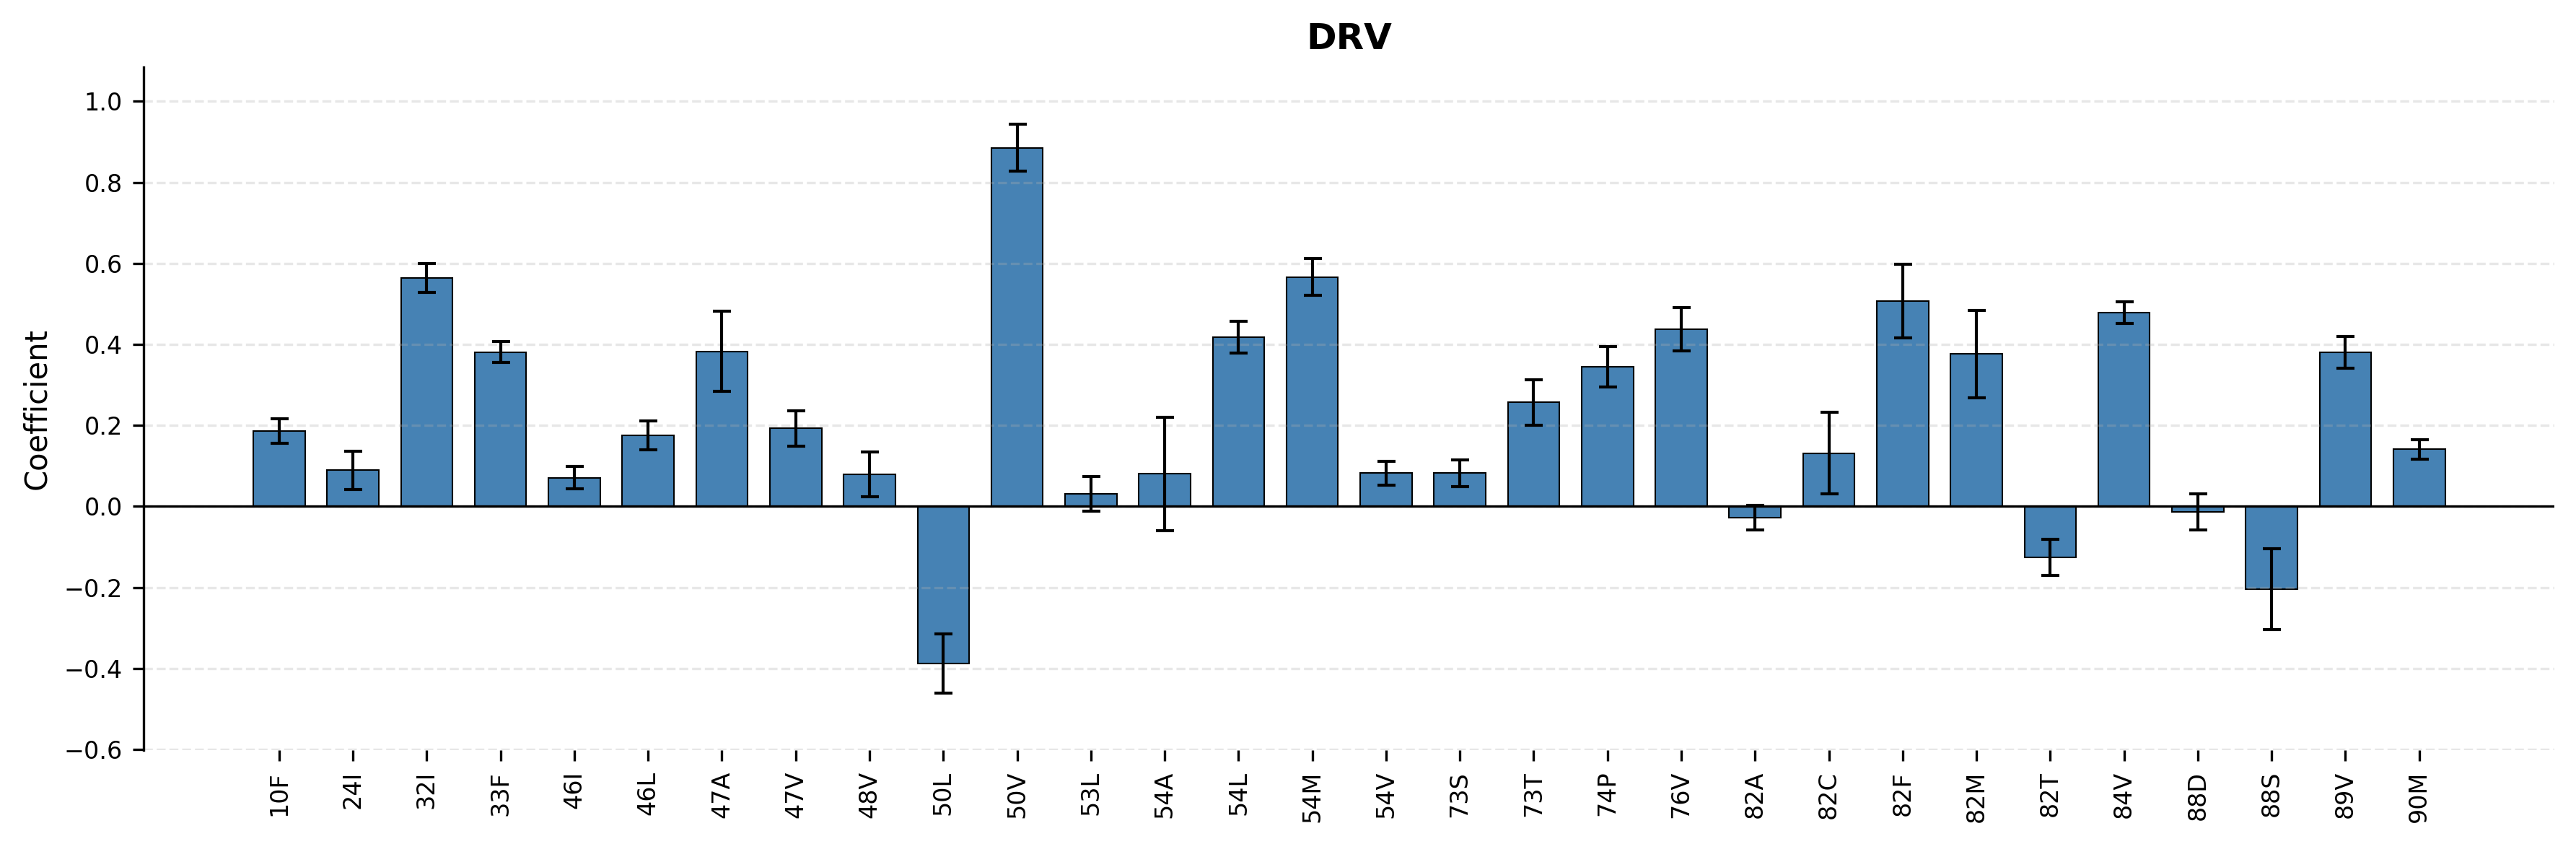 DRV
Coefficient
1.0
0.8
0.6
0.4
0.2
0.0
−0.2
−0.4
−0.6
10F
24I
32I
33F
46I
46L
47A
47V
48V
50L
50V
53L
54A
54L
54M
54V
73S
73T
74P
76V
82A
82C
82F
82M
82T
84V
88D
88S
89V
90M